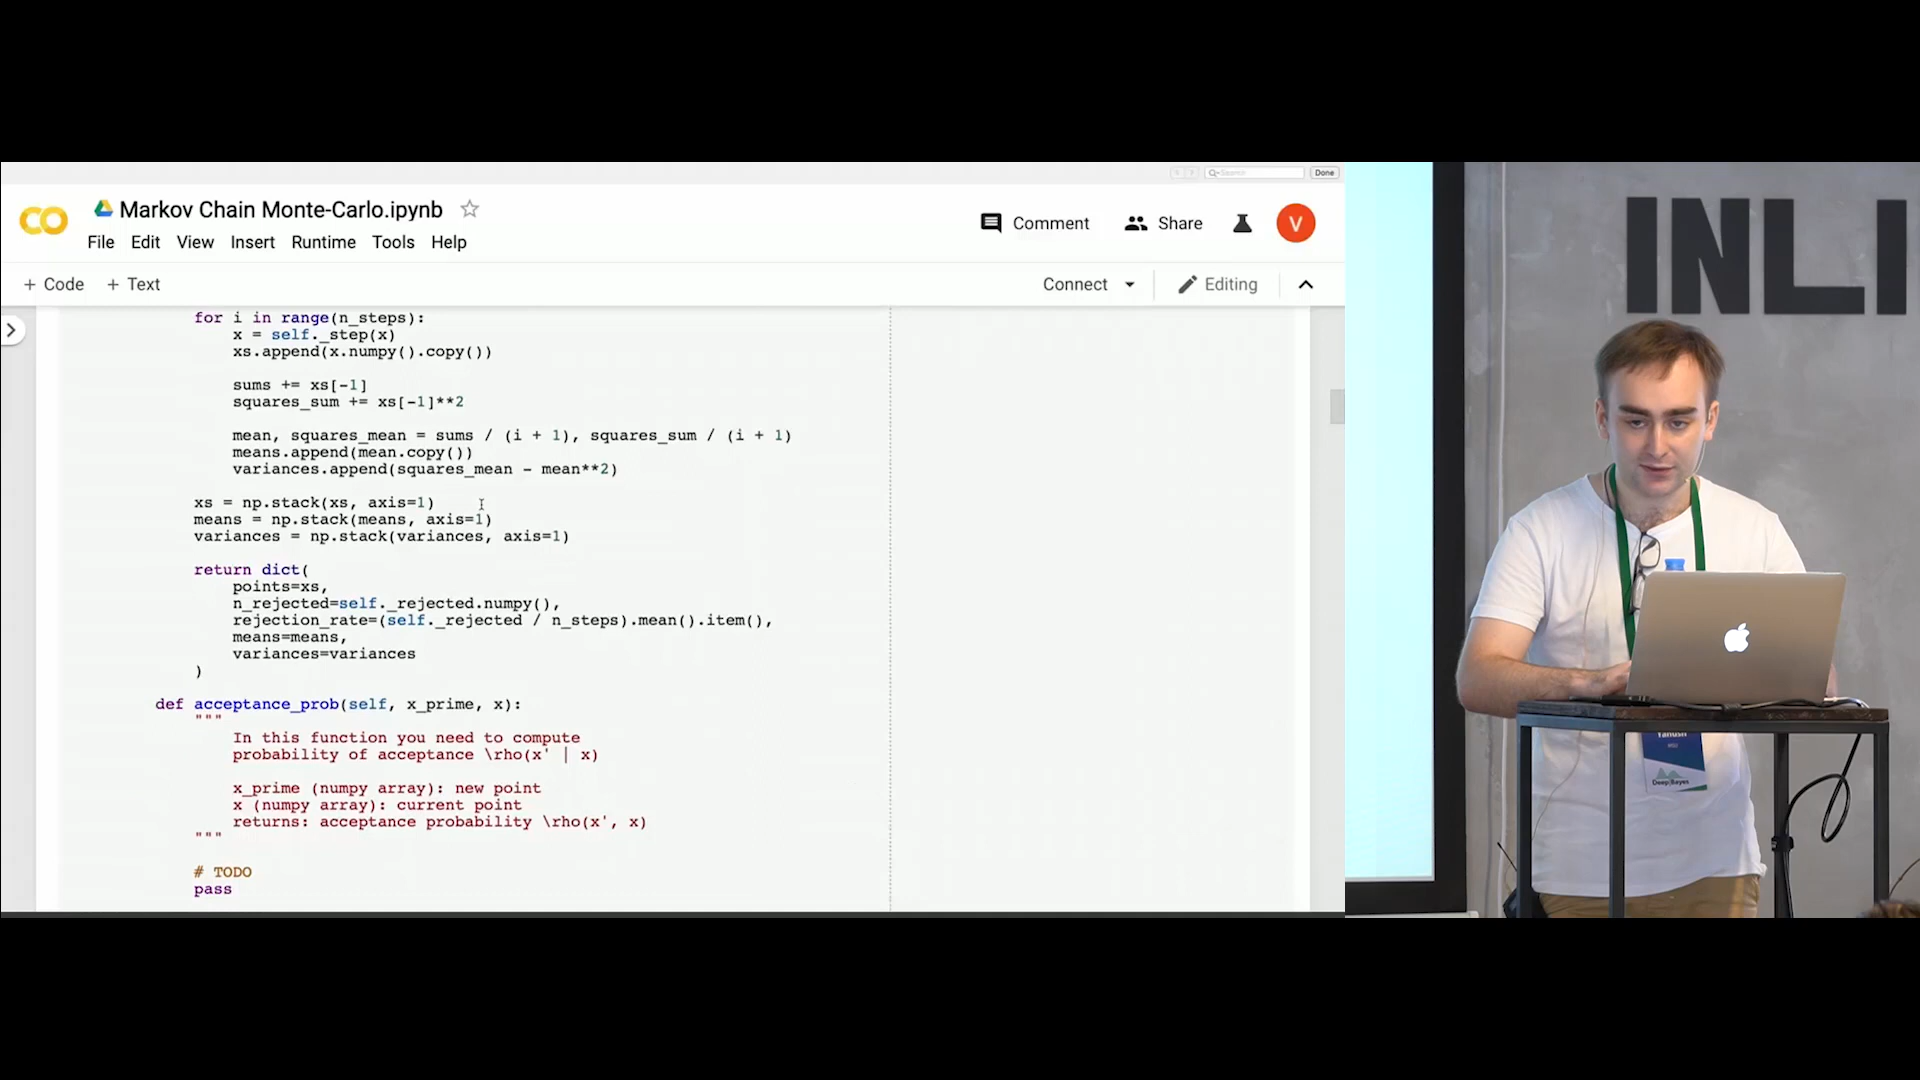 Search
Done
CO
Markov Chain Monte-Carlo.ipynb
File Edit View Insert Runtime Tools Help
Comment
Share
V
+ Code + Text
Connect
Editing
for i in range(n_steps):
x = self._step(x)
xs.append(x.numpy().copy())
sums += xs[-1]
squares_sum += xs[-1]**2
mean, squares_mean = sums / (i + 1), squares_sum / (i + 1)
means.append(mean.copy())
variances.append(squares_mean - mean**2)
xs = np.stack(xs, axis=1)
means = np.stack(means, axis=1)
variances = np.stack(variances, axis=1)
return dict(
points=xs,
n_rejected=self._rejected.numpy(),
rejection_rate=(self._rejected / n_steps).mean().item(),
means=means,
variances=variances
)
def acceptance_prob(self, x_prime, x):
"""
In this function you need to compute
probability of acceptance \rho(x' | x)
x_prime (numpy array): new point
x (numpy array): current point
returns: acceptance probability \rho(x', x)
"""
# TODO
pass
INLI
Deep|Bayes